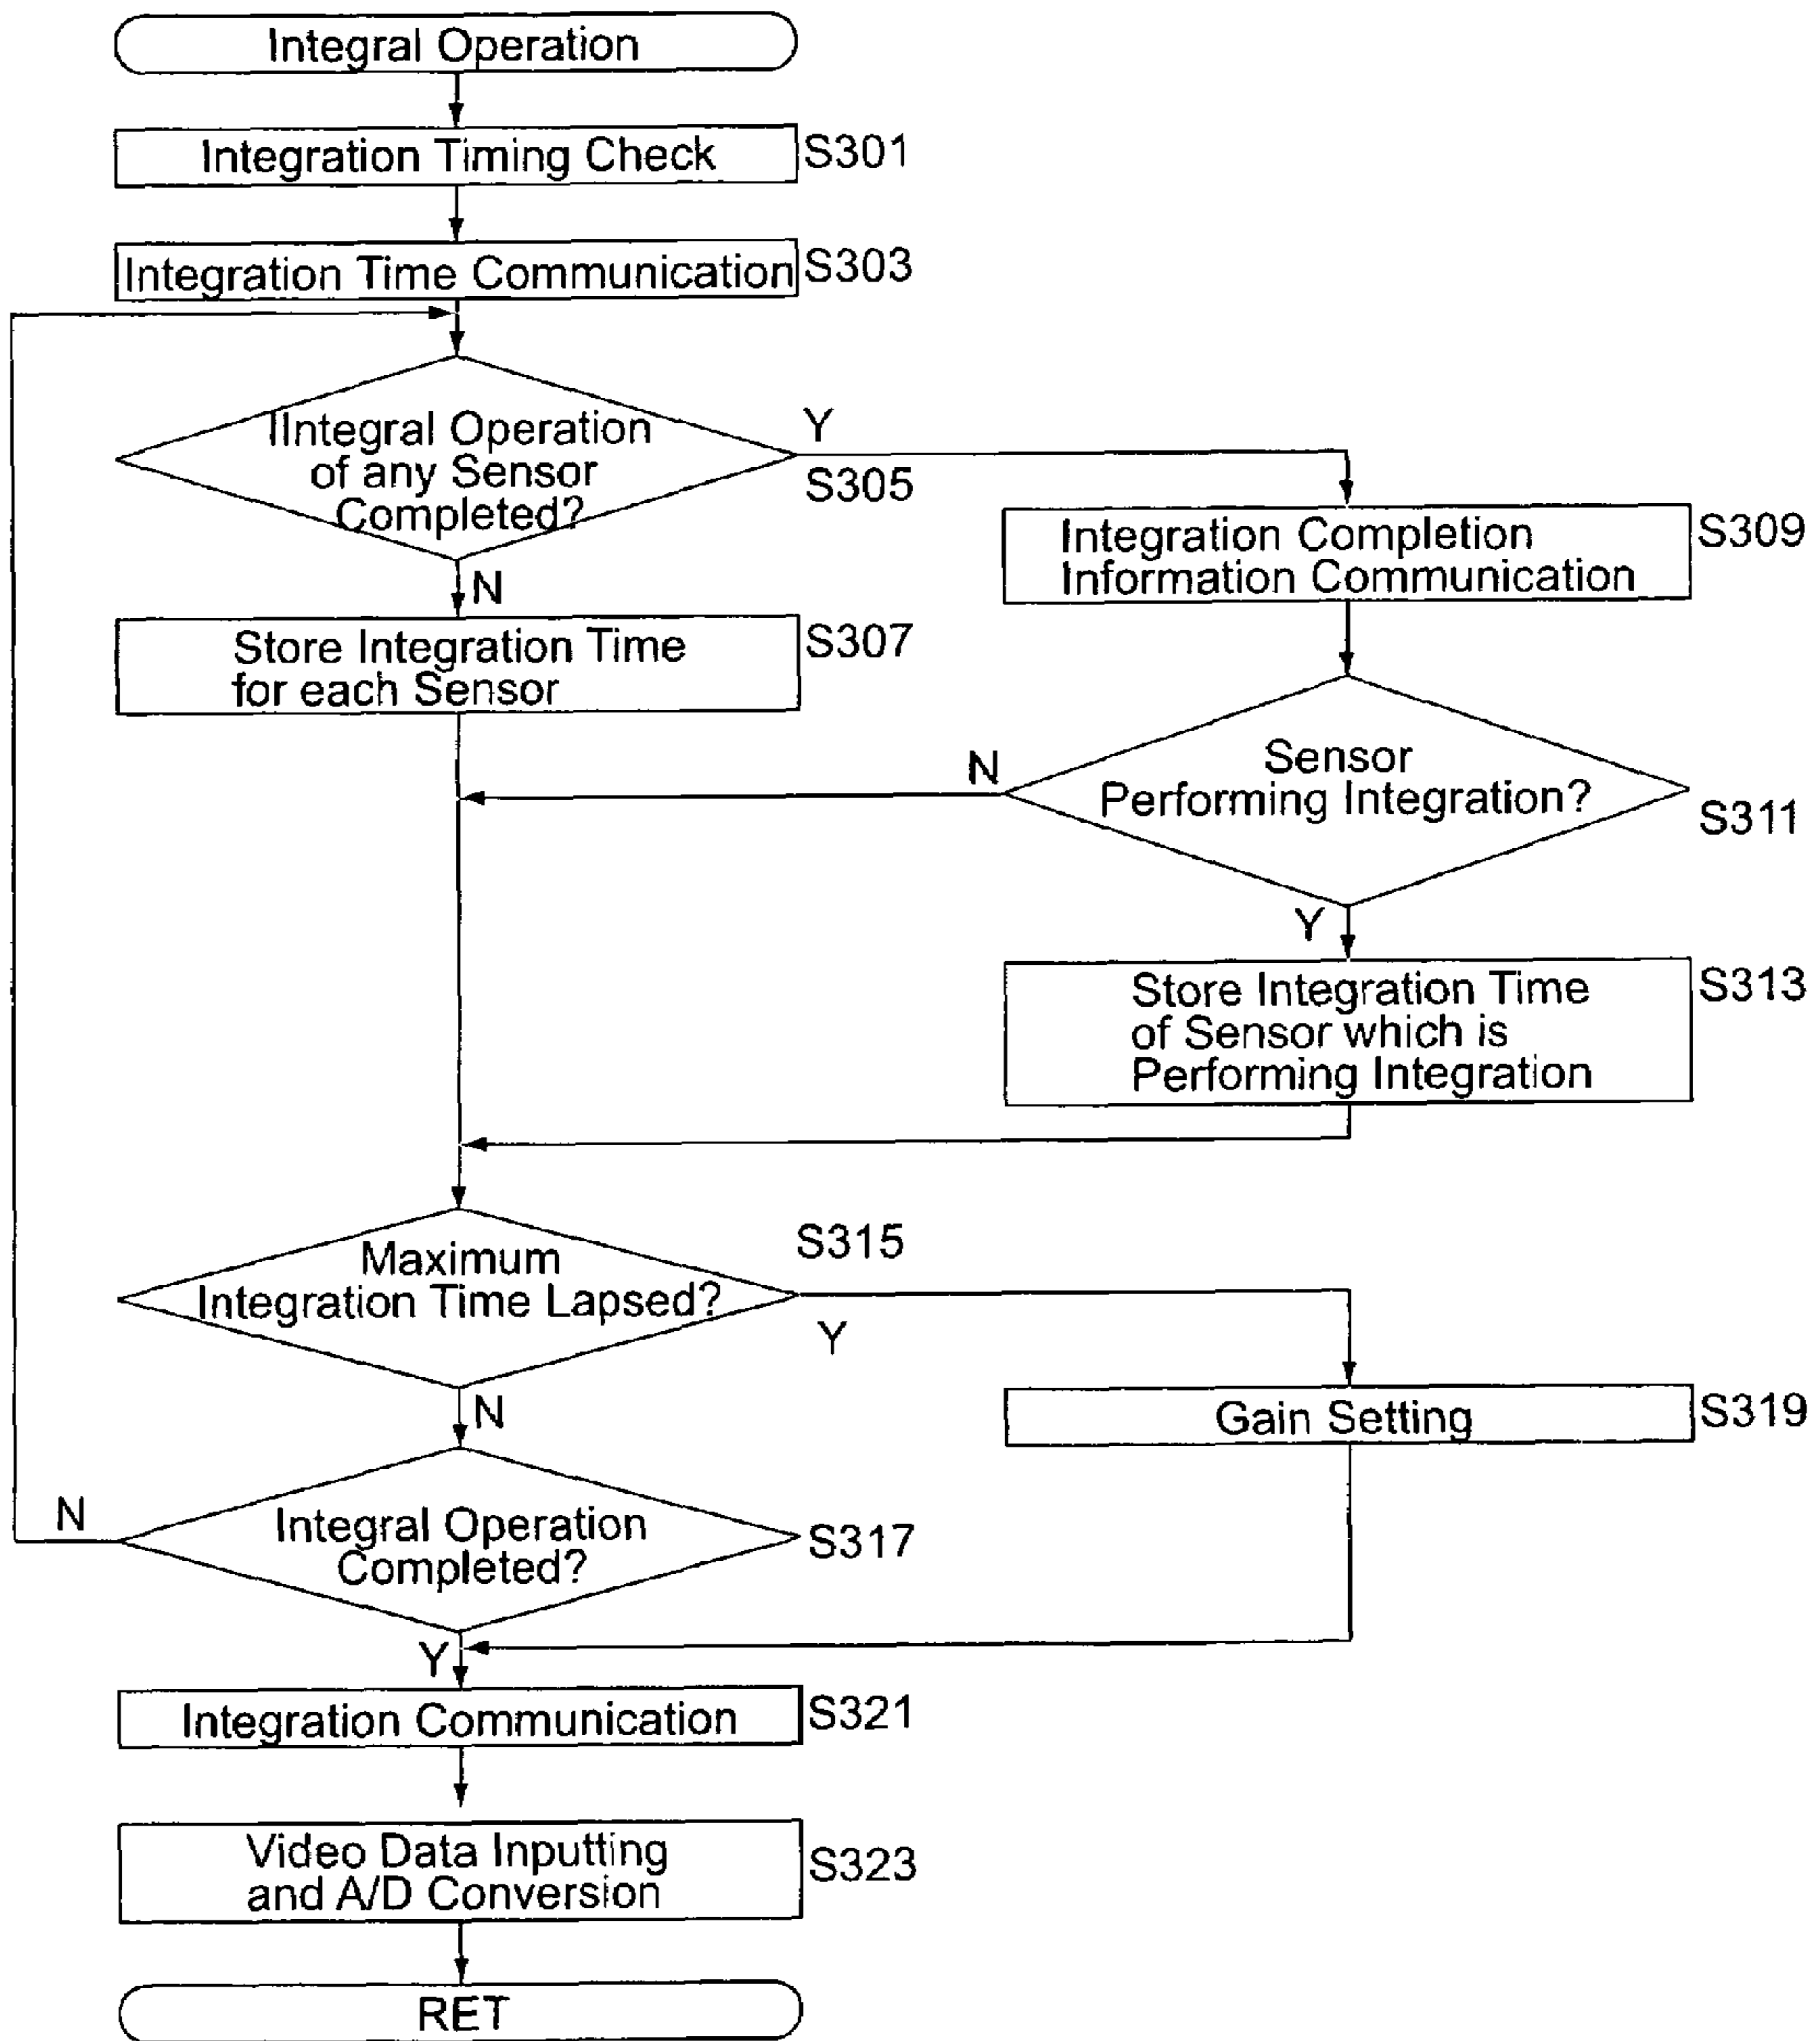 Integral Operation
Integration Timing Check
S301
Integration Time Communication
S303
IIntegral Operation
of any Sensor
Completed?
Y
S305
N
Integration Completion
Information Communication
S309
Store Integration Time
for each Sensor
S307
Sensor
Performing Integration?
N
S311
Y
Store Integration Time
of Sensor which is
Performing Integration
S313
Maximum
Integration Time Lapsed?
S315
Y
N
Gain Setting
S319
Integral Operation
Completed?
N
S317
Y
Integration Communication
S321
Video Data Inputting
and A/D Conversion
S323
RET